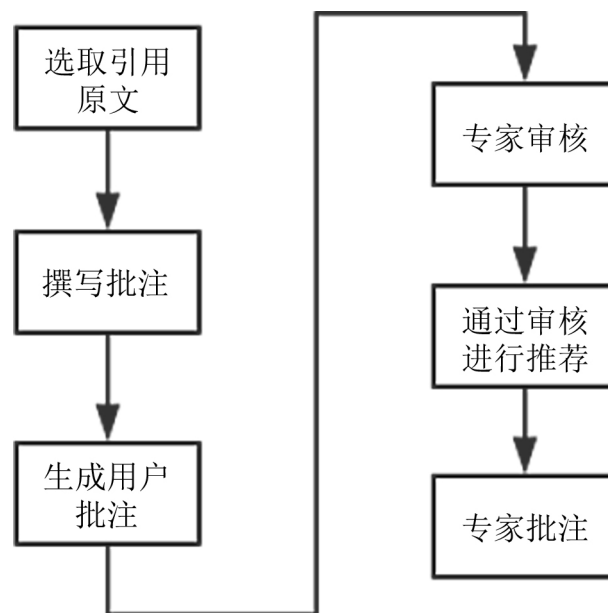 选取引用
原文
撰写批注
生成用户
批注
专家审核
通过审核
进行推荐
专家批注